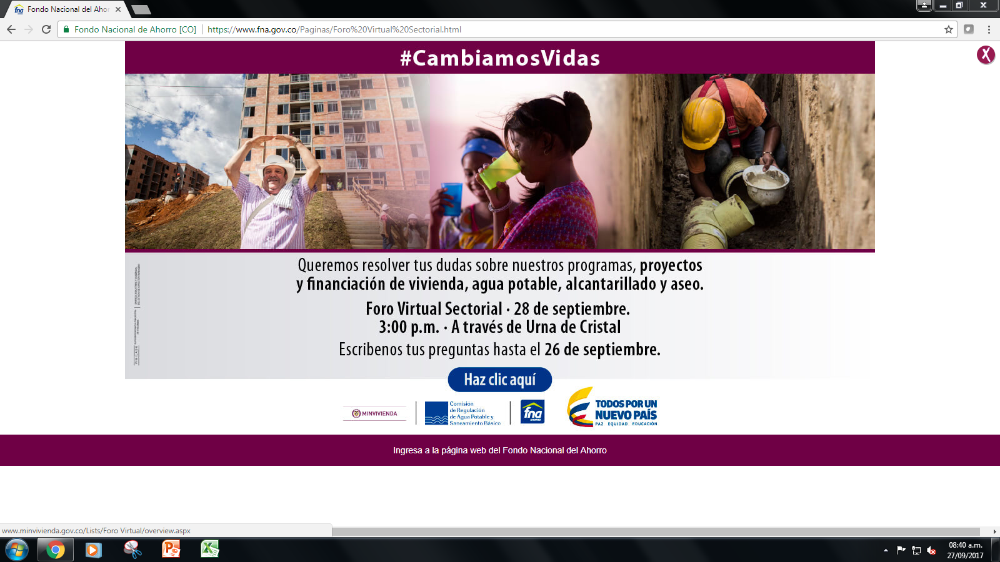 Fondo Nacional del Ahor
Fondo Nacional de Ahorro [CO]
https://www.fna.gov.co/Paginas/Foro%20Virtual%20Sectorial.html
#CambiamosVidas
X
Queremos resolver tus dudas sobre nuestros programas, proyectos
y financiación de vivienda, agua potable, alcantarillado y aseo.
Foro Virtual Sectorial · 28 de septiembre.
3:00 p.m. · A través de Urna de Cristal
Escribenos tus preguntas hasta el 26 de septiembre.
VIGILADO
Haz clic aquí
MINVIVIENDA
Comisión
de Regulación
de Agua Potable y
Saneamiento Básico
fna
AHORRO
TODOS POR UN
NUEVO PAÍS
PAZ EQUIDAD EDUCACIÓN
Ingresa a la página web del Fondo Nacional del Ahorro
www.minvivienda.gov.co/Lists/Foro Virtual/overview.aspx
08:40 a.m.
27/09/2017